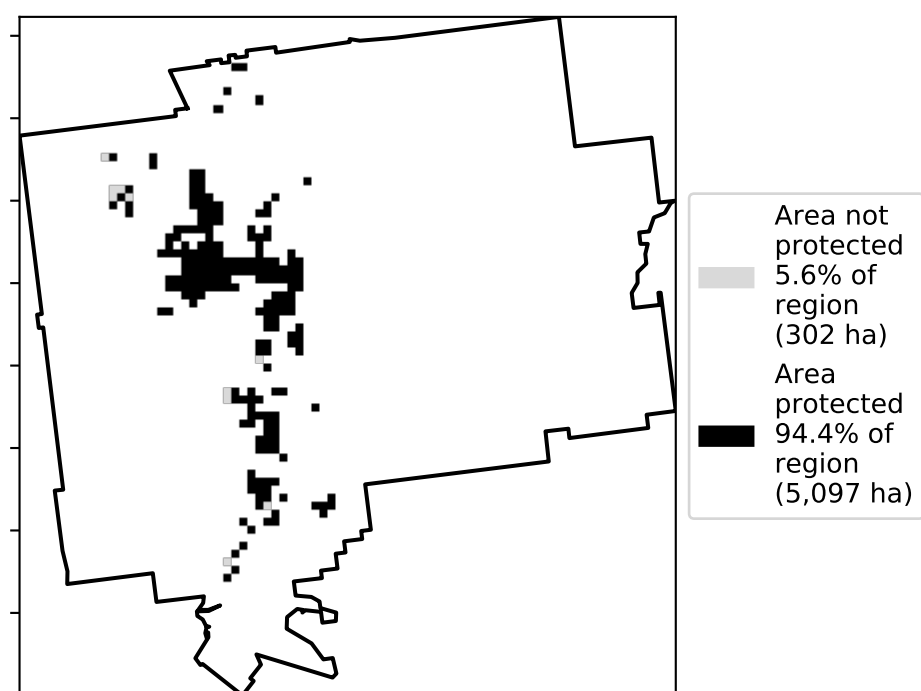 Area not
protected
5.6% of
region
(302 ha)
Area
protected
94.4% of
region
(5,097 ha)